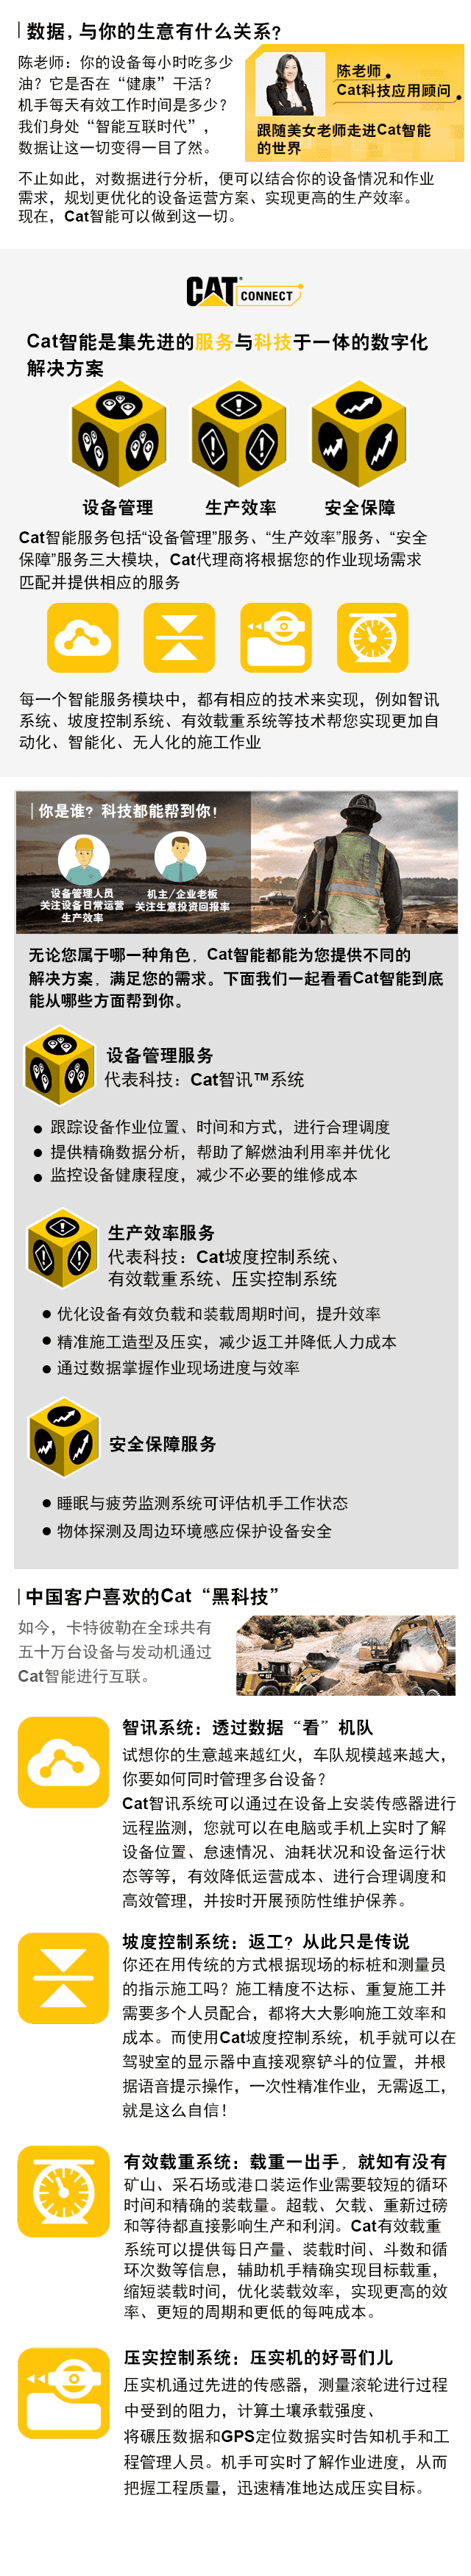 数据，与你的生意有什么关系？
陈老师：你的设备每小时吃多少
油？它是否在“健康”干活？
机手每天有效工作时间是多少？
我们身处“智能互联时代”，
数据让这一切变得一目了然。
陈老师
Cat科技应用顾问
跟随美女老师走进Cat智能
的世界
不止如此，对数据进行分析，便可以结合你的设备情况和作业
需求，规划更优化的设备运营方案、实现更高的生产效率。
现在，Cat智能可以做到这一切。
CAT® CONNECT
Cat智能是集先进的服务与科技于一体的数字化
解决方案
设备管理 生产效率 安全保障
Cat智能服务包括“设备管理”服务、“生产效率”服务、“安全
保障”服务三大模块，Cat代理商将根据您的作业现场需求
匹配并提供相应的服务
每一个智能服务模块中，都有相应的技术来实现，例如智讯
系统、坡度控制系统、有效载重系统等技术帮您实现更加自
动化、智能化、无人化的施工作业
你是谁？科技都能帮到你！
设备管理人员
关注设备日常运营
生产效率
机主/企业老板
关注生意投资回报率
无论您属于哪一种角色，Cat智能都能为您提供不同的
解决方案，满足您的需求。下面我们一起看看Cat智能到底
能从哪些方面帮到你。
设备管理服务
代表科技：Cat智讯™系统
● 跟踪设备作业位置、时间和方式，进行合理调度
● 提供精确数据分析，帮助了解燃油利用率并优化
● 监控设备健康程度，减少不必要的维修成本
生产效率服务
代表科技：Cat坡度控制系统、
有效载重系统、压实控制系统
● 优化设备有效负载和装载周期时间，提升效率
● 精准施工造型及压实，减少返工并降低人力成本
● 通过数据掌握作业现场进度与效率
安全保障服务
● 睡眠与疲劳监测系统可评估机手工作状态
● 物体探测及周边环境感应保护设备安全
中国客户喜欢的Cat“黑科技”
如今，卡特彼勒在全球共有
五十万台设备与发动机通过
Cat智能进行互联。
智讯系统：透过数据“看”机队
试想你的生意越来越红火，车队规模越来越大，
你要如何同时管理多台设备？
Cat智讯系统可以通过在设备上安装传感器进行
远程监测，您就可以在电脑或手机上实时了解
设备位置、怠速情况、油耗状况和设备运行状
态等等，有效降低运营成本、进行合理调度和
高效管理，并按时开展预防性维护保养。
坡度控制系统：返工？从此只是传说
你还在用传统的方式根据现场的标桩和测量员
的指示施工吗？施工精度不达标、重复施工并
需要多个人员配合，都将大大影响施工效率和
成本。而使用Cat坡度控制系统，机手就可以在
驾驶室的显示器中直接观察铲斗的位置，并根
据语音提示操作，一次性精准作业，无需返工，
就是这么自信！
有效载重系统：载重一出手，就知有没有
矿山、采石场或港口装运作业需要较短的循环
时间和精确的装载量。超载、欠载、重新过磅
和等待都直接影响生产和利润。Cat有效载重
系统可以提供每日产量、装载时间、斗数和循
环次数等信息，辅助机手精确实现目标载重，
缩短装载时间，优化装载效率，实现更高的效
率、更短的周期和更低的每吨成本。
压实控制系统：压实机的好哥们儿
压实机通过先进的传感器，测量滚轮进行过程
中受到的阻力，计算土壤承载强度、
将碾压数据和GPS定位数据实时告知机手和工
程管理人员。机手可实时了解作业进度，从而
把握工程质量，迅速精准地达成压实目标。